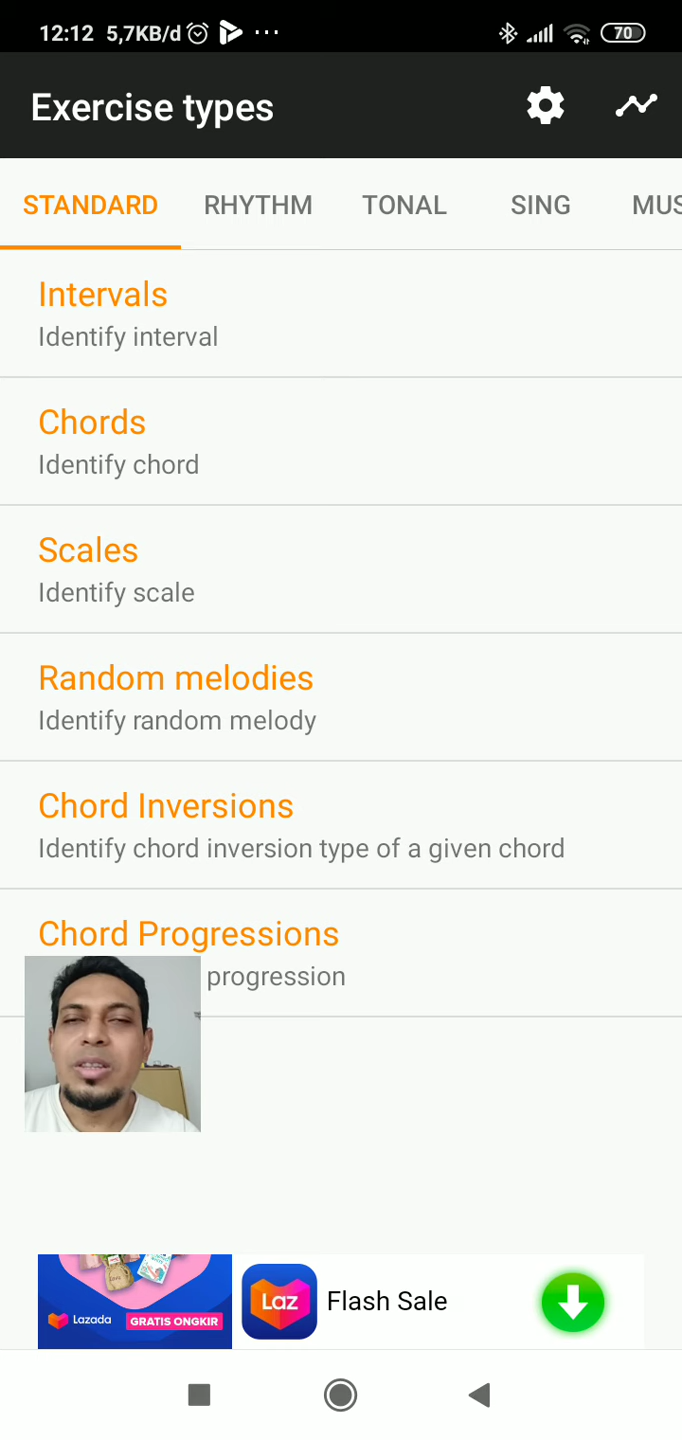 12:12 5,7KB/d ...
70
Exercise types
STANDARD RHYTHM TONAL SING MUS
Intervals
Identify interval
Chords
Identify chord
Scales
Identify scale
Random melodies
Identify random melody
Chord Inversions
Identify chord inversion type of a given chord
Chord Progressions
progression
Lazada GRATIS ONGKIR
Laz
Flash Sale